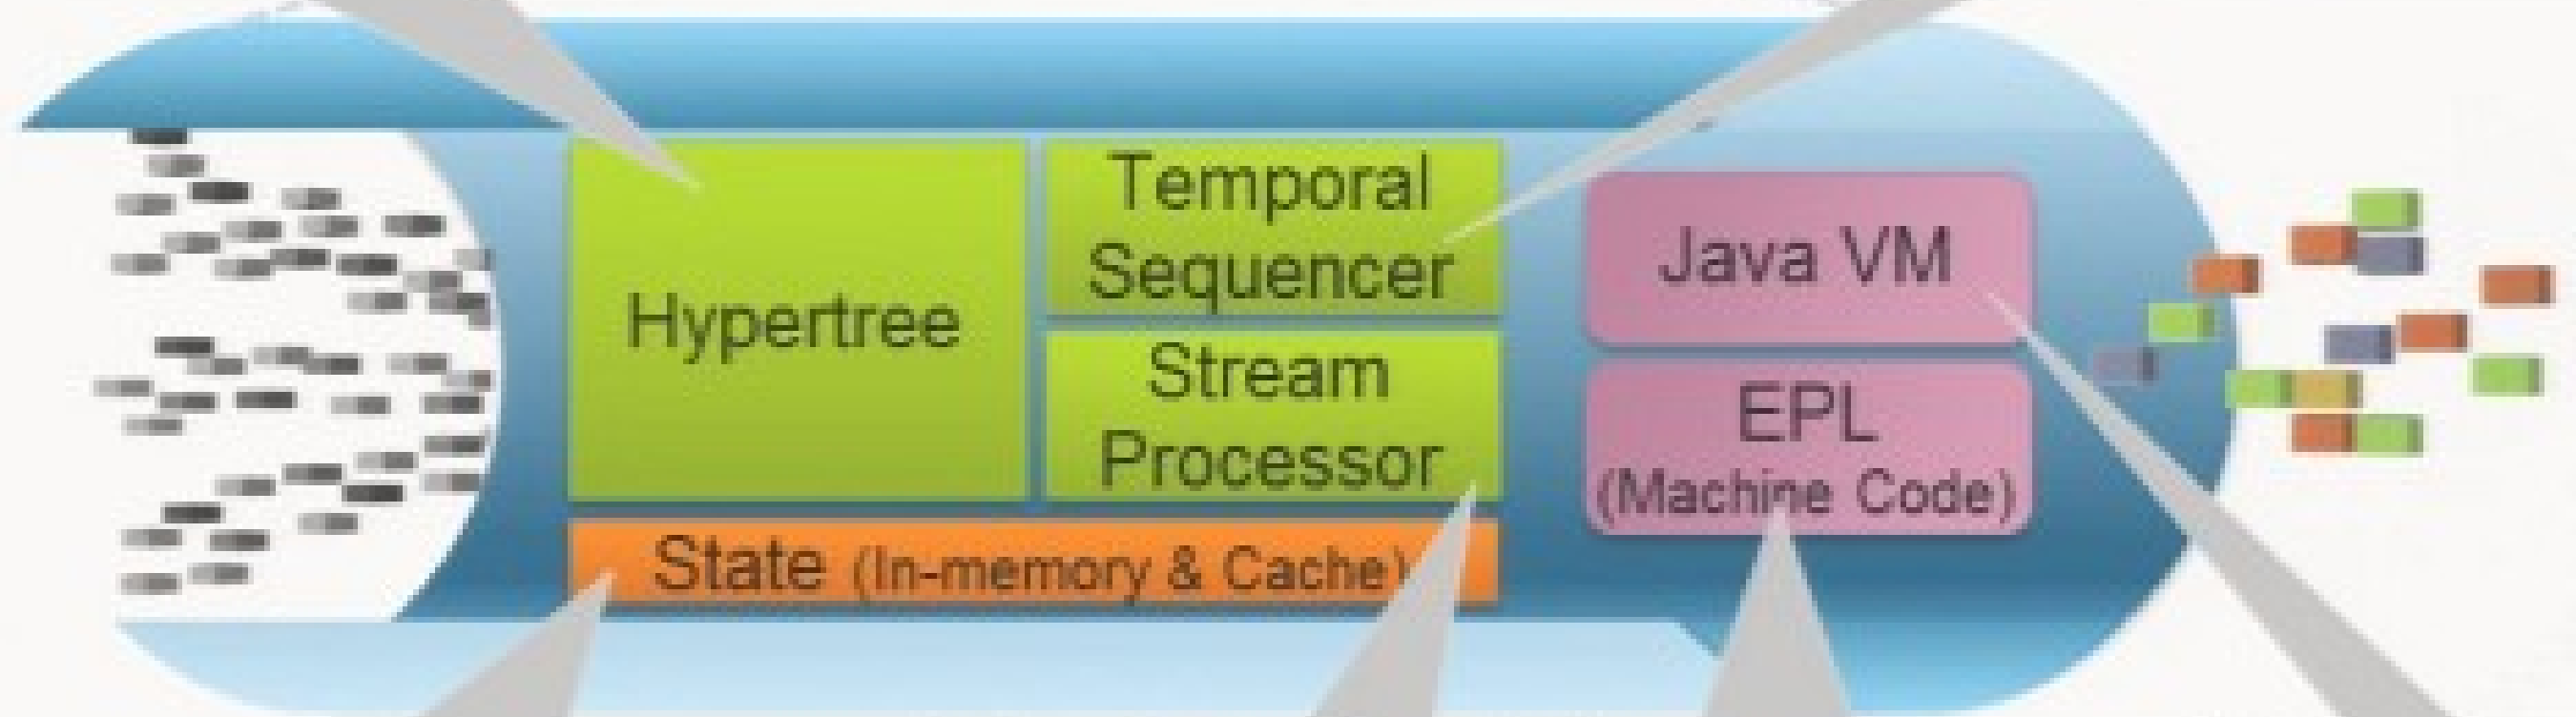 Hypertree
Temporal
Sequencer
Stream
Processor
State (In-memory & Cache)
Java VM
EPL
(Machine Code)